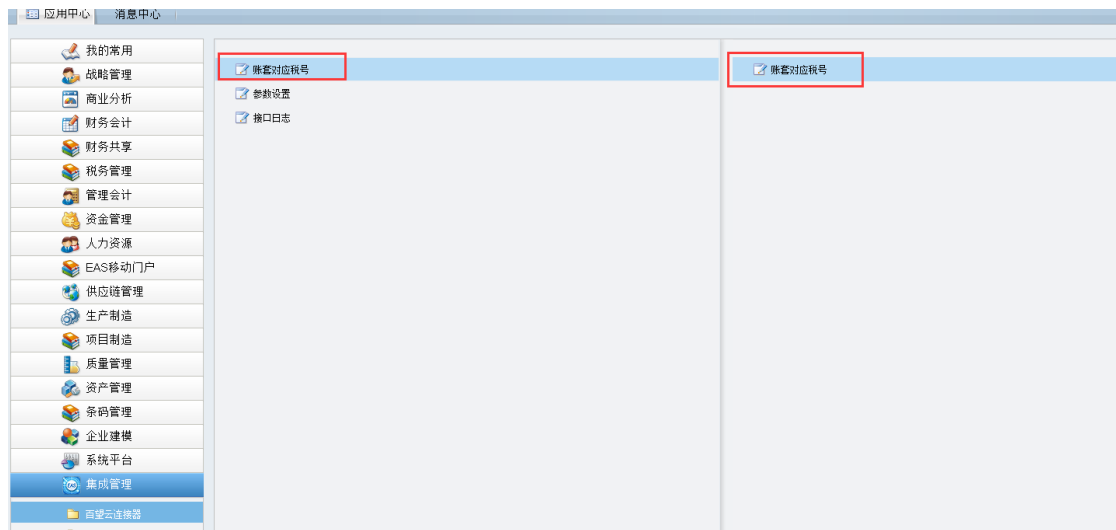 应用中心 消息中心
我的常用
战略管理
商业分析
财务会计
财务共享
税务管理
管理会计
资金管理
人力资源
EAS移动门户
供应链管理
生产制造
项目制造
质量管理
资产管理
条码管理
企业建模
系统平台
集成管理
百望云连接器
账套对应税号
参数设置
接口日志
账套对应税号